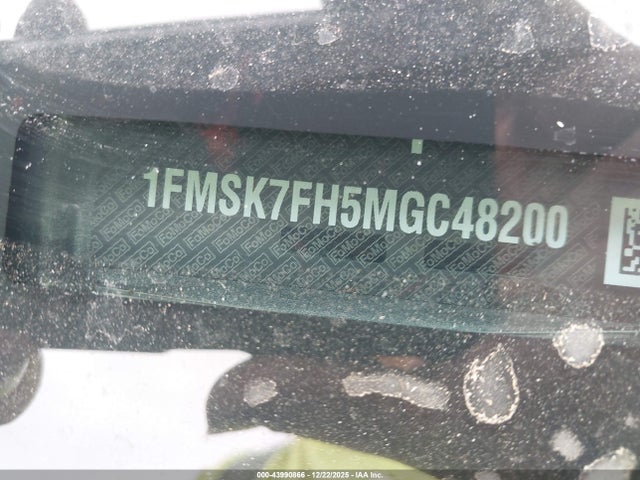 1FMSK7FH5MGC48200
000-43990866 - 12/22/2025 - IAA Inc.